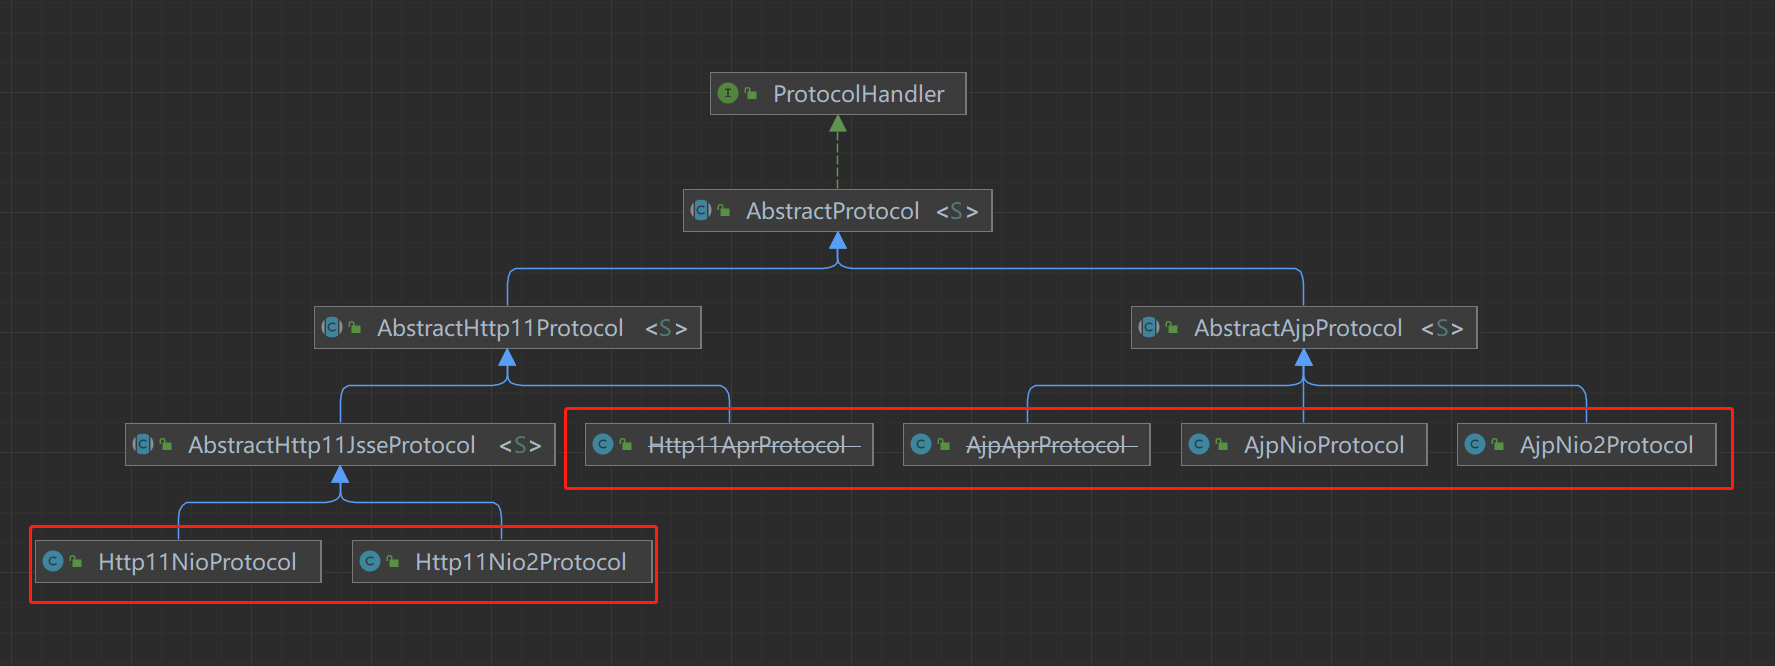 I ProtocolHandler
C AbstractProtocol <S>
C AbstractHttp11Protocol <S>
C AbstractAjpProtocol <S>
C AbstractHttp11JsseProtocol <S>
C Http11AprProtocol
C AjpAprProtocol
C AjpNioProtocol
C AjpNio2Protocol
C Http11NioProtocol
C Http11Nio2Protocol